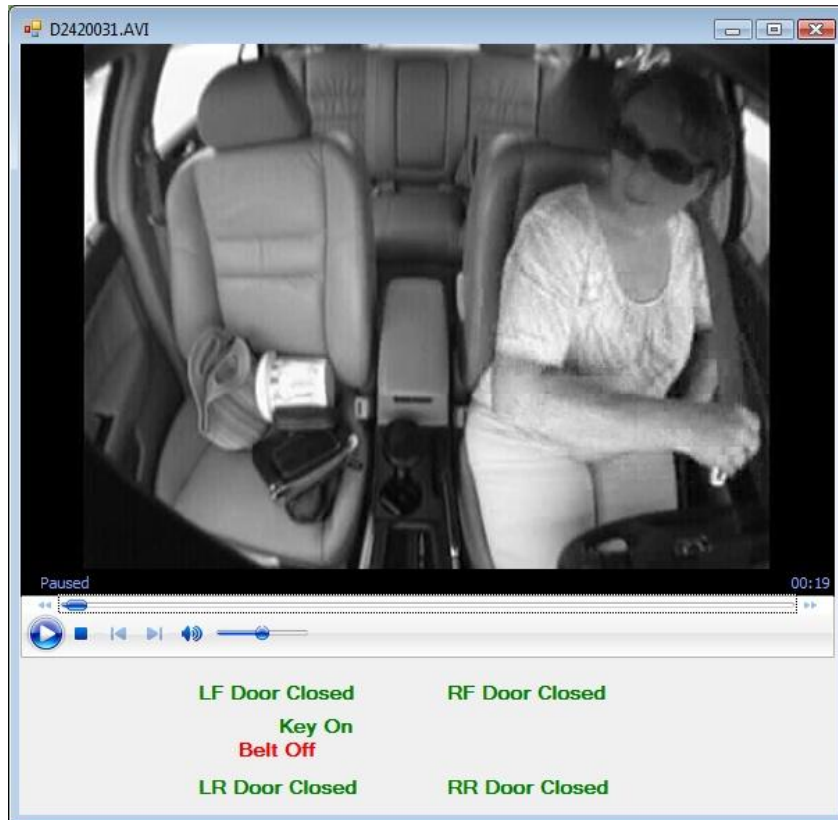 D2420031.AVI
Paused 00:19
LF Door Closed RF Door Closed
Key On
Belt Off
LR Door Closed RR Door Closed